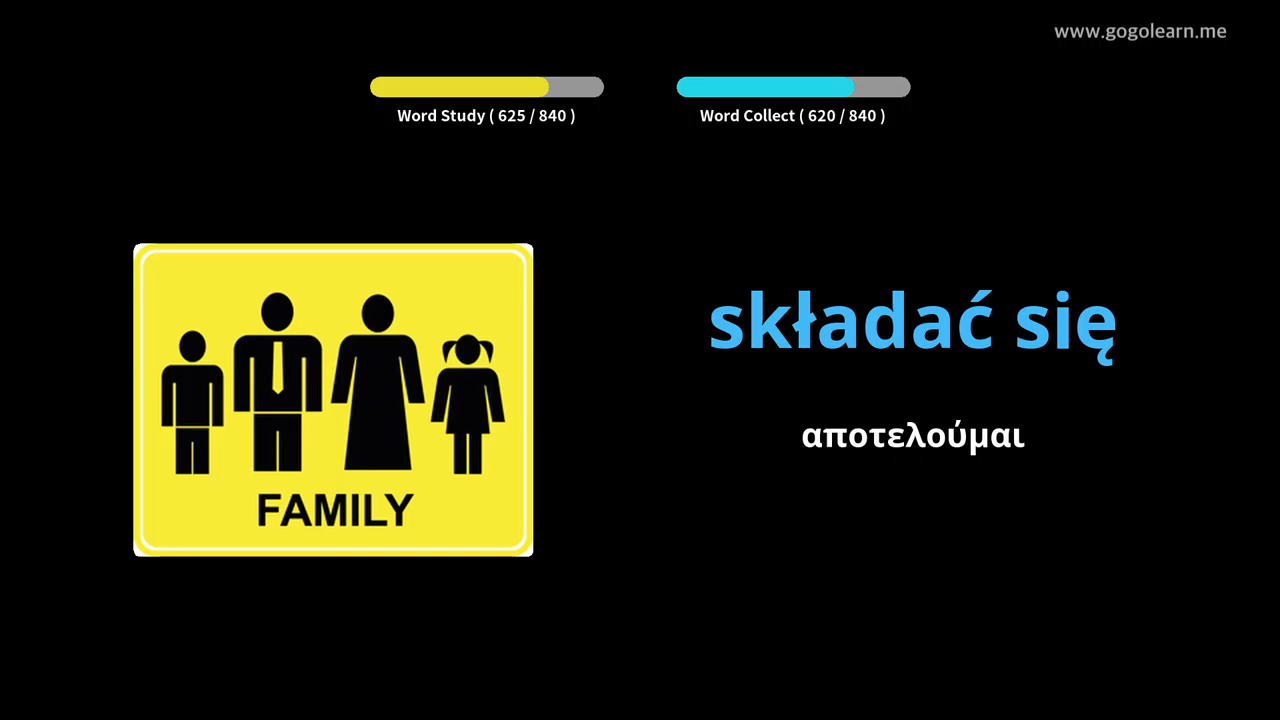 www.gogolearn.me
Word Study ( 625 / 840 )
Word Collect ( 620 / 840 )
składać się
αποτελούμαι
FAMILY